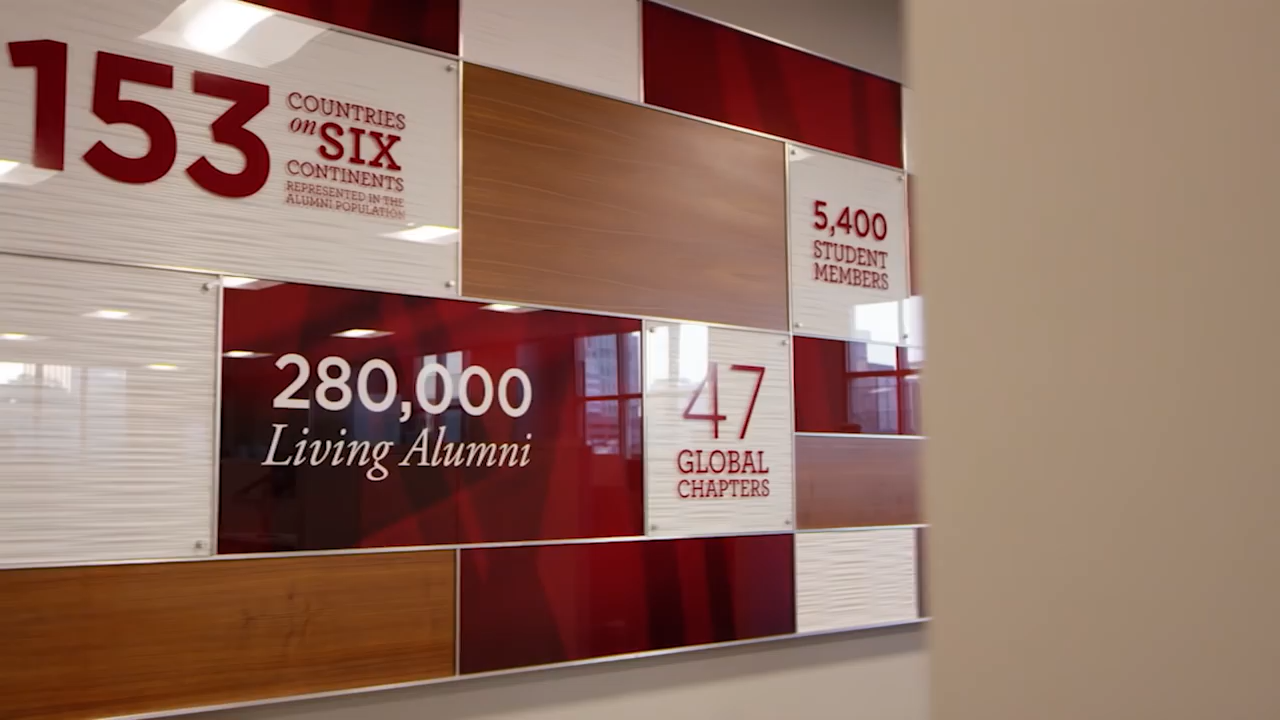 153
COUNTRIES
on SIX
CONTINENTS
REPRESENTED IN THE
ALUMNI POPULATION
5,400
STUDENT
MEMBERS
280,000
Living Alumni
47
GLOBAL
CHAPTERS